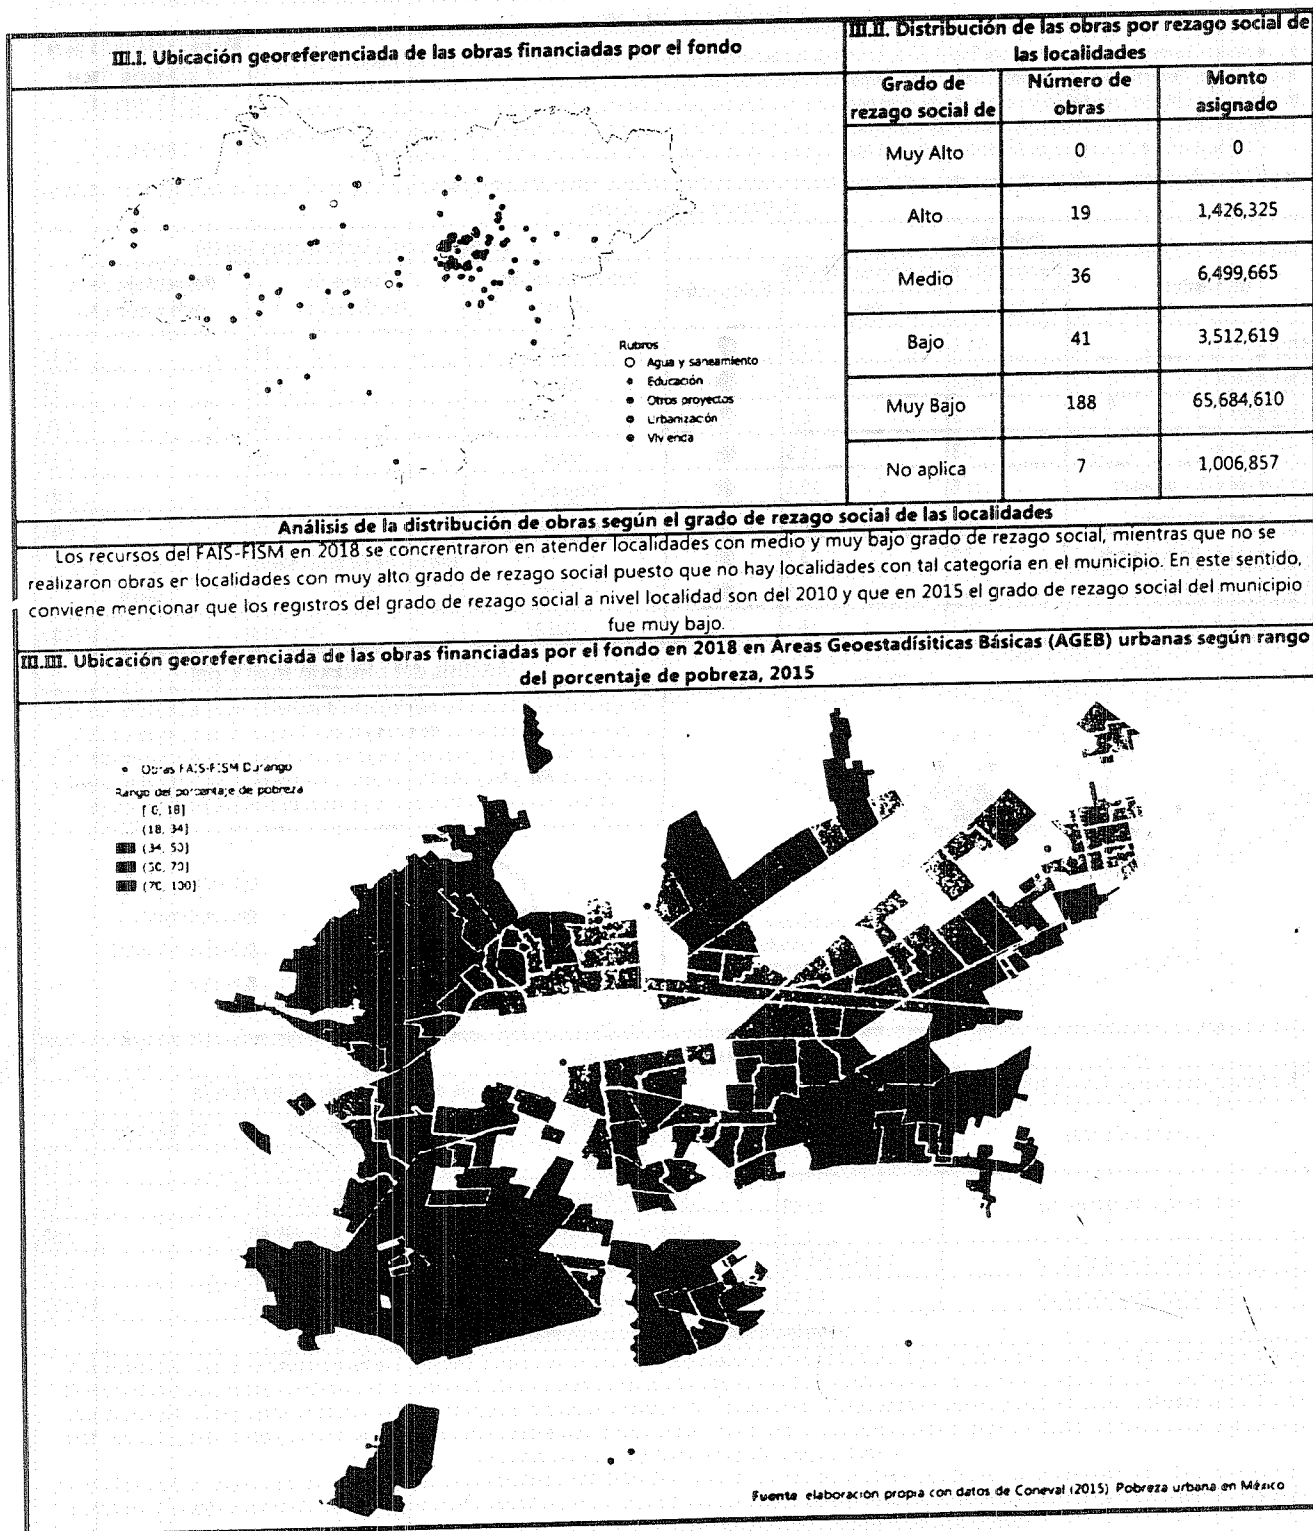 III.I. Ubicación georeferenciada de las obras financiadas por el fondo
III.II. Distribución de las obras por rezago social de
las localidades
Grado de
rezago social de
Número de
obras
Monto
asignado
Muy Alto 0 0
Alto 19 1,426,325
Medio 36 6,499,665
Bajo 41 3,512,619
Muy Bajo 188 65,684,610
No aplica 7 1,006,857
Rubros
Agua y saneamiento
Educación
Otros proyectos
Urbanización
Vivienda
Análisis de la distribución de obras según el grado de rezago social de las localidades
Los recursos del FAIS-FISM en 2018 se concrentraron en atender localidades con medio y muy bajo grado de rezago social, mientras que no se
realizaron obras en localidades con muy alto grado de rezago social puesto que no hay localidades con tal categoría en el municipio. En este sentido,
conviene mencionar que los registros del grado de rezago social a nivel localidad son del 2010 y que en 2015 el grado de rezago social del municipio
fue muy bajo.
III.III. Ubicación georeferenciada de las obras financiadas por el fondo en 2018 en Áreas Geoestadísiticas Básicas (AGEB) urbanas según rango
del porcentaje de pobreza, 2015
Obras FAIS-FISM Durango
Rango del porcentaje de pobreza
[ 0, 18]
(18, 34]
(34, 50]
(50, 70]
(70, 100]
Fuente: elaboración propia con datos de Coneval (2015) Pobreza urbana en México